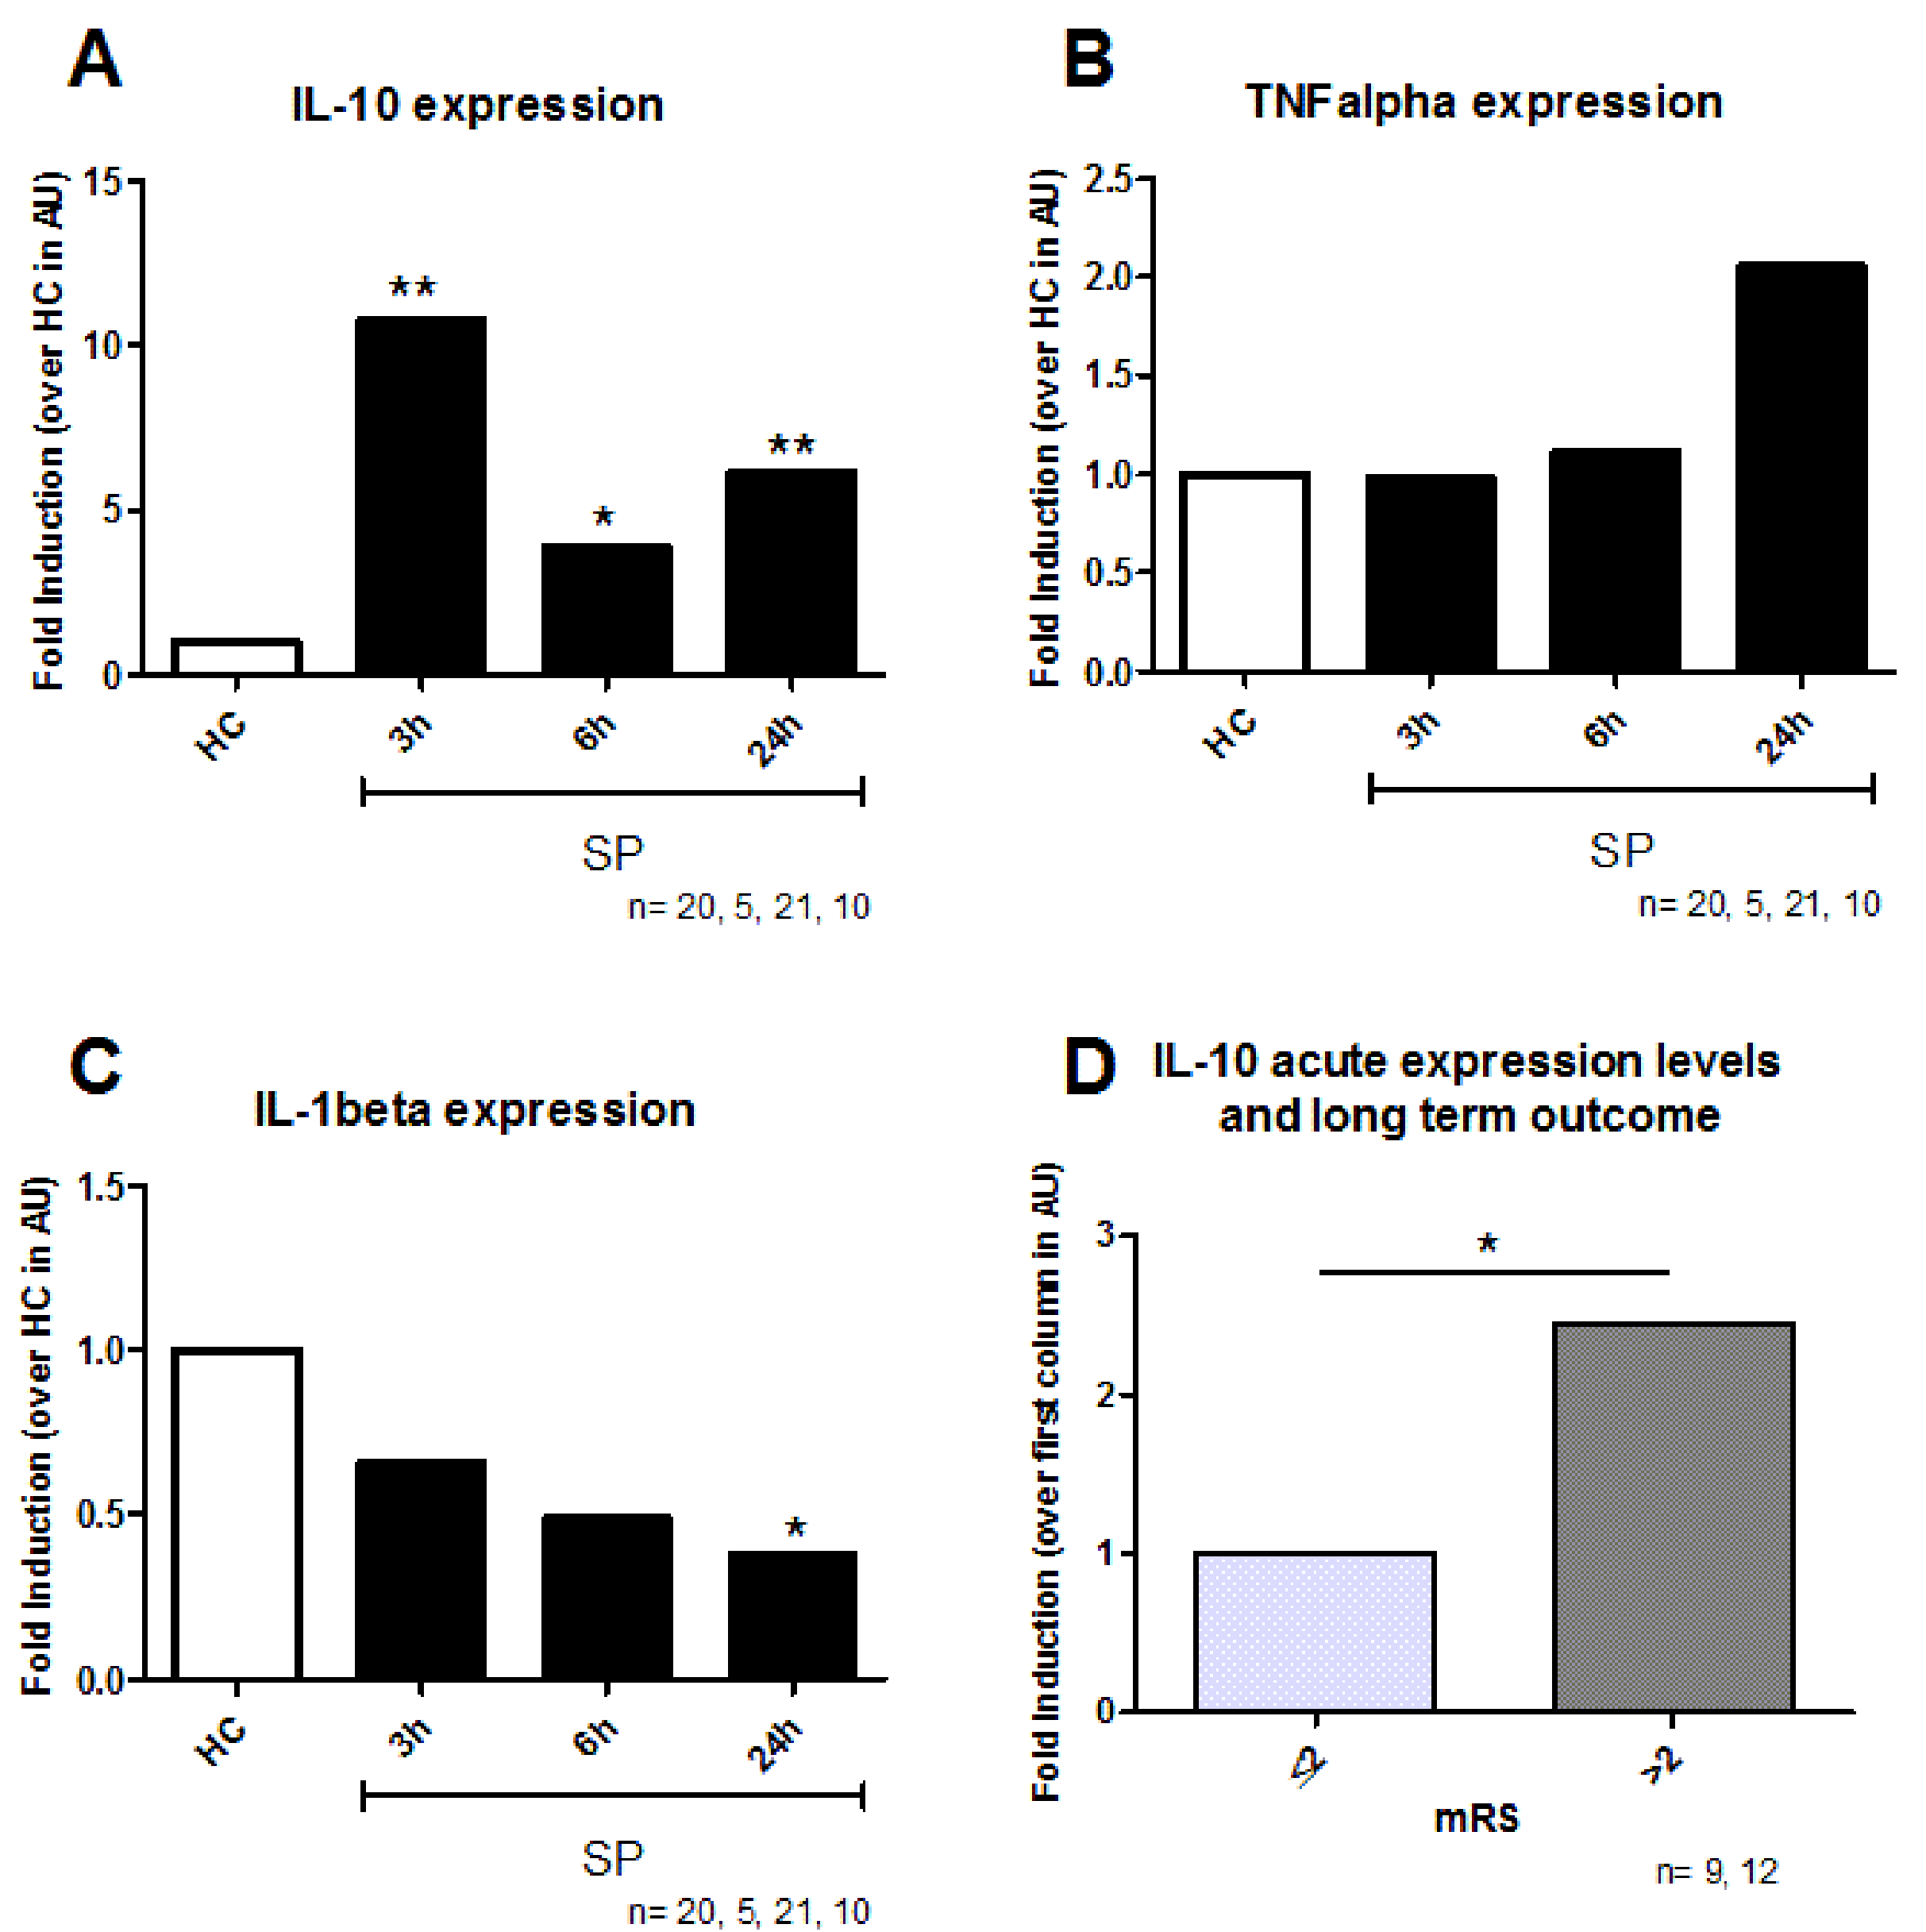 A
IL-10 expression
Fold Induction (over HC in AU)
15
10
5
0
**
*
**
HC
3h
6h
24h
SP
n= 20, 5, 21, 10
B
TNFalpha expression
Fold Induction (over HC in AU)
2.5
2.0
1.5
1.0
0.5
0.0
HC
3h
6h
24h
SP
n= 20, 5, 21, 10
C
IL-1beta expression
Fold Induction (over HC in AU)
1.5
1.0
0.5
0.0
*
HC
3h
6h
24h
SP
n= 20, 5, 21, 10
D
IL-10 acute expression levels
and long term outcome
Fold Induction (over first column in AU)
3
2
1
0
*
≤2
>2
mRS
n= 9, 12